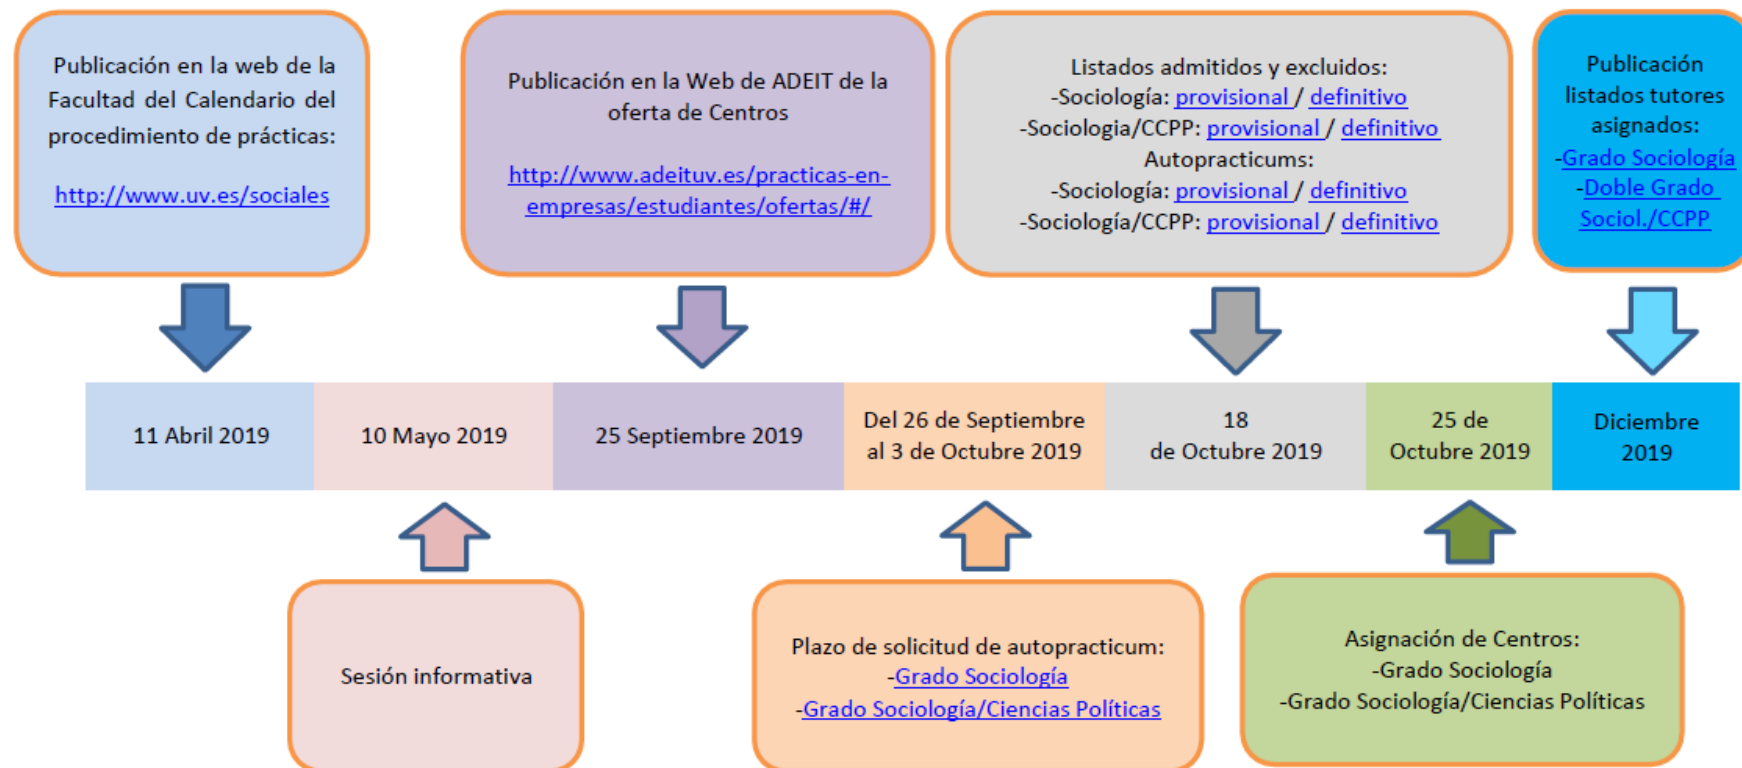 Publicación en la web de la
Facultad del Calendario del
procedimiento de prácticas:
http://www.uv.es/sociales
Publicación en la Web de ADEIT de la
oferta de Centros
http://www.adeituv.es/practicas-en-
empresas/estudiantes/ofertas/#/
Listados admitidos y excluidos:
-Sociología: provisional / definitivo
-Sociologia/CCPP: provisional / definitivo
Autopracticums:
-Sociología: provisional / definitivo
-Sociología/CCPP: provisional / definitivo
Publicación
listados tutores
asignados:
-Grado Sociología
-Doble Grado
Sociol./CCPP
11 Abril 2019
10 Mayo 2019
25 Septiembre 2019
Del 26 de Septiembre
al 3 de Octubre 2019
18
de Octubre 2019
25 de
Octubre 2019
Diciembre
2019
Sesión informativa
Plazo de solicitud de autopracticum:
-Grado Sociología
-Grado Sociología/Ciencias Políticas
Asignación de Centros:
-Grado Sociología
-Grado Sociología/Ciencias Políticas